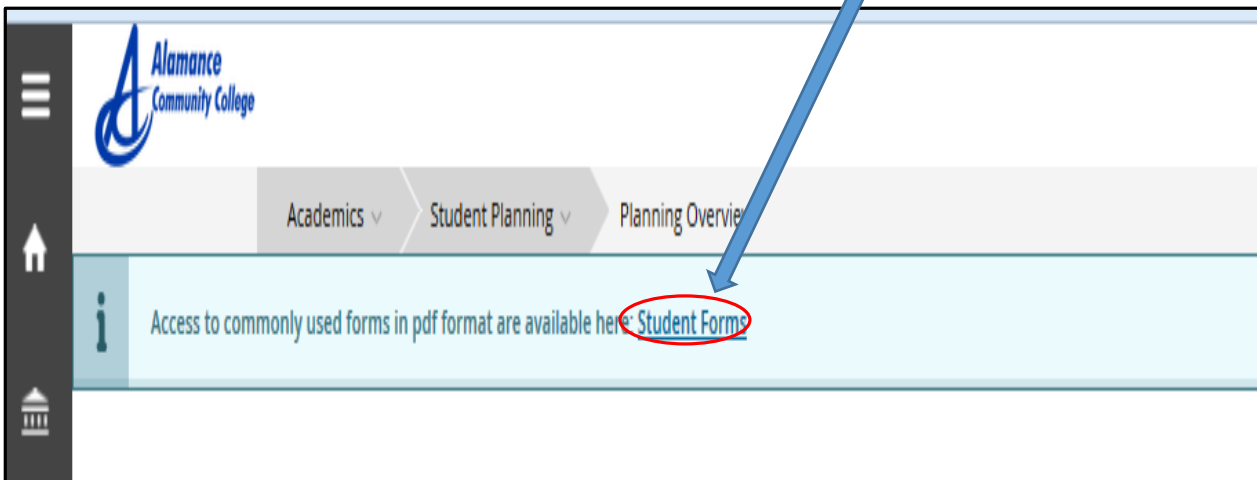 Alamance
Community College
Academics Student Planning Planning Overview
i Access to commonly used forms in pdf format are available here: Student Forms